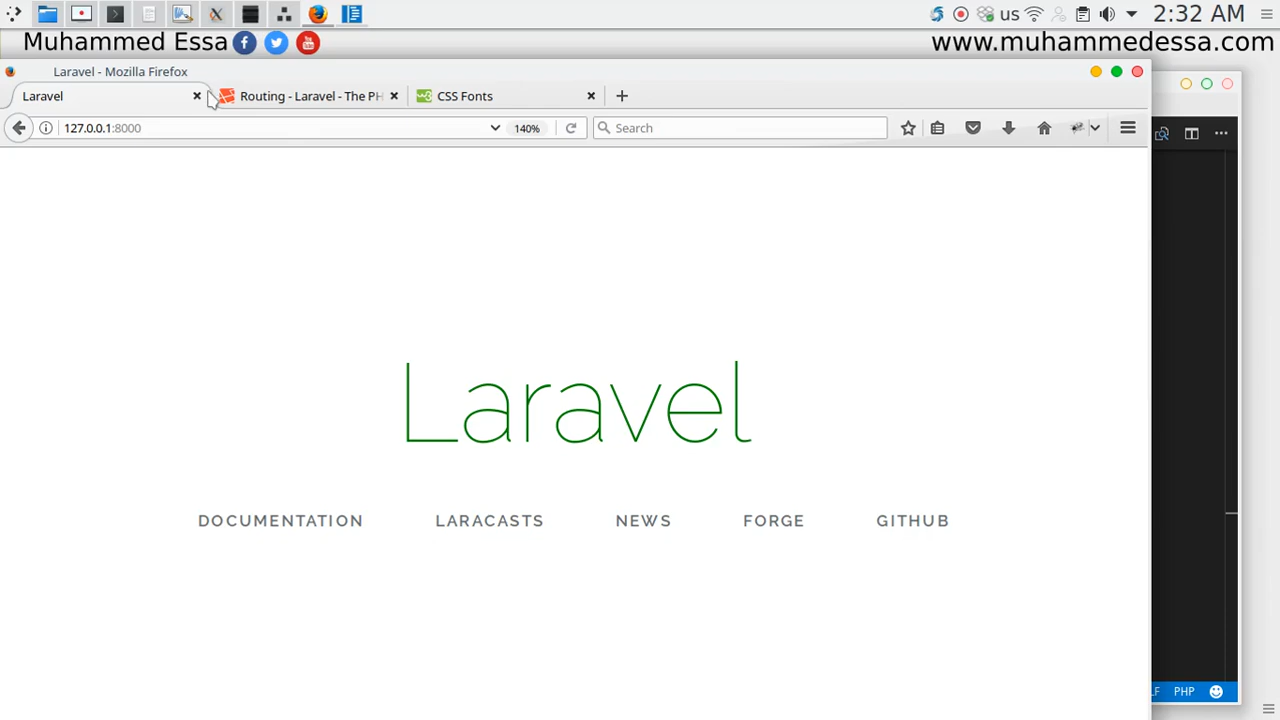 us 2:32 AM
Muhammed Essa www.muhammedessa.com
Laravel - Mozilla Firefox
Laravel Routing - Laravel - The PH CSS Fonts
127.0.0.1:8000 140% Search
Laravel
DOCUMENTATION LARACASTS NEWS FORGE GITHUB
LF PHP